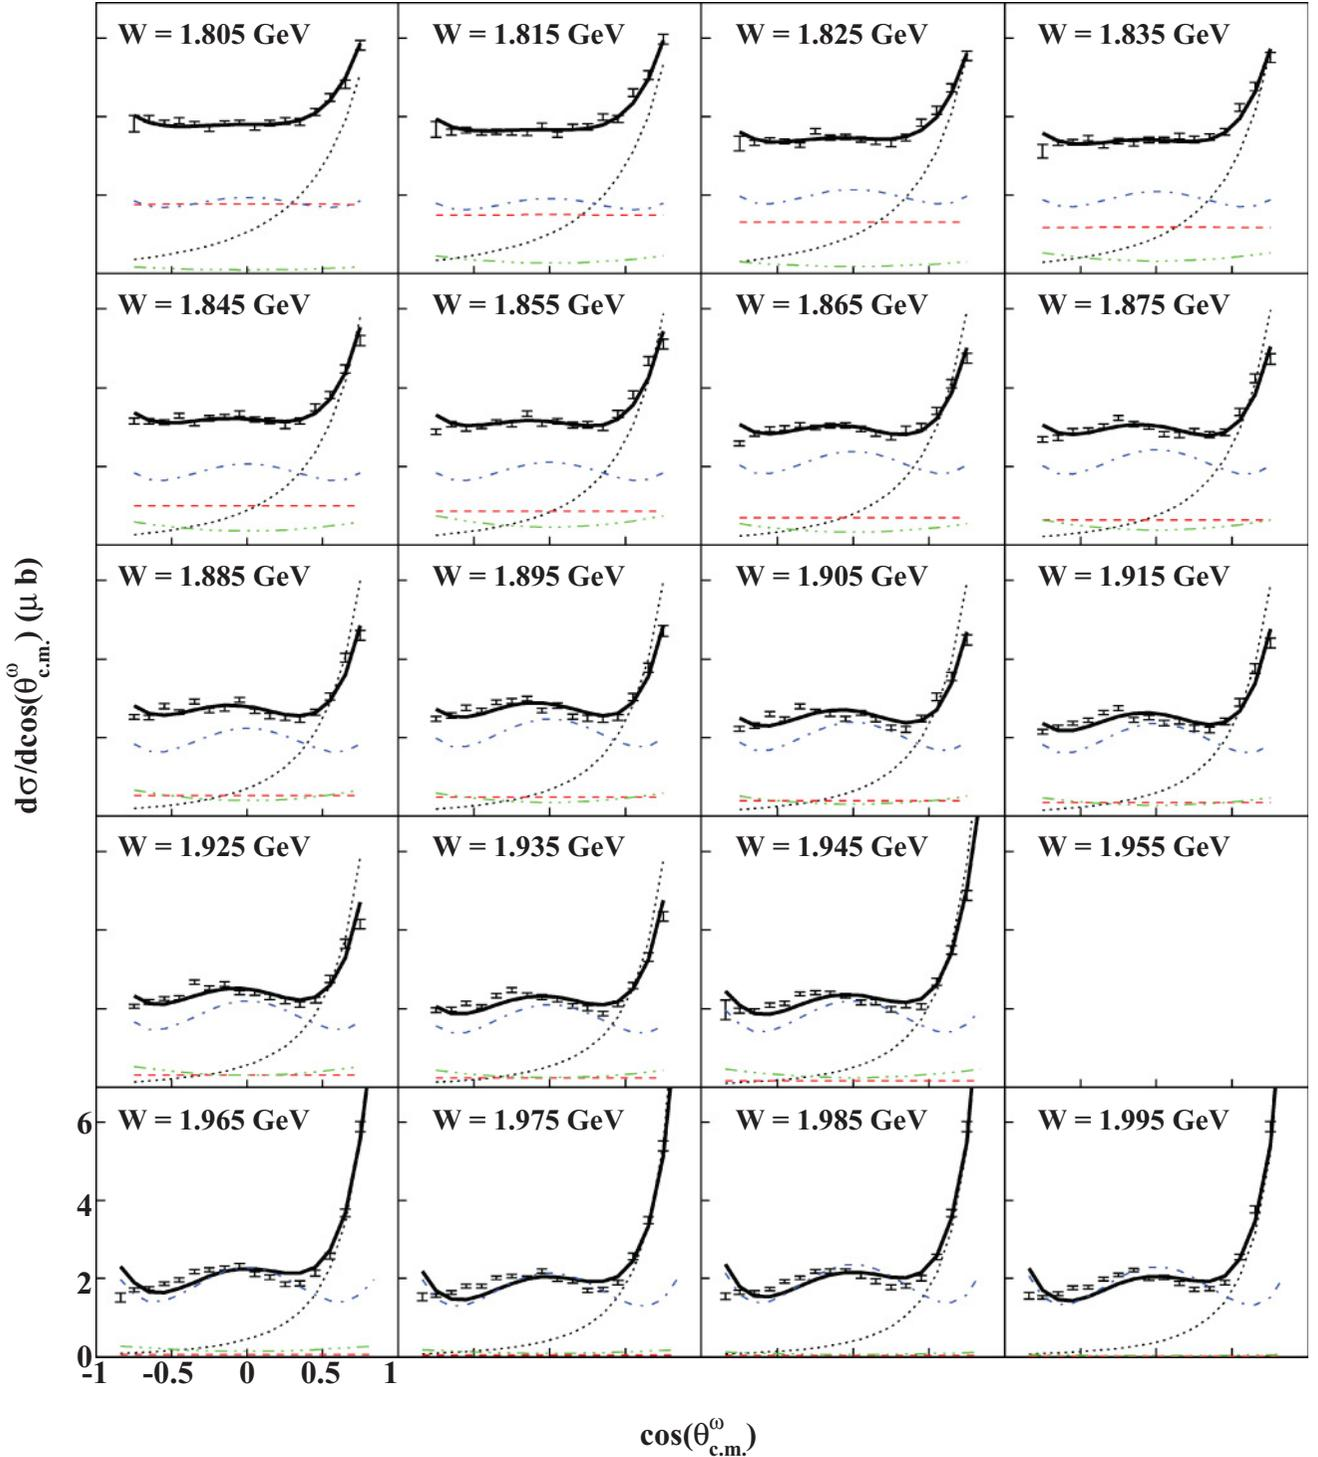 W = 1.805 GeV
W = 1.815 GeV
W = 1.825 GeV
W = 1.835 GeV
W = 1.845 GeV
W = 1.855 GeV
W = 1.865 GeV
W = 1.875 GeV
W = 1.885 GeV
W = 1.895 GeV
W = 1.905 GeV
W = 1.915 GeV
W = 1.925 GeV
W = 1.935 GeV
W = 1.945 GeV
W = 1.955 GeV
W = 1.965 GeV
W = 1.975 GeV
W = 1.985 GeV
W = 1.995 GeV
dσ/dcos(θ^ω_c.m.) (μ b)
6
4
2
0
-1 -0.5 0 0.5 1
cos(θ^ω_c.m.)